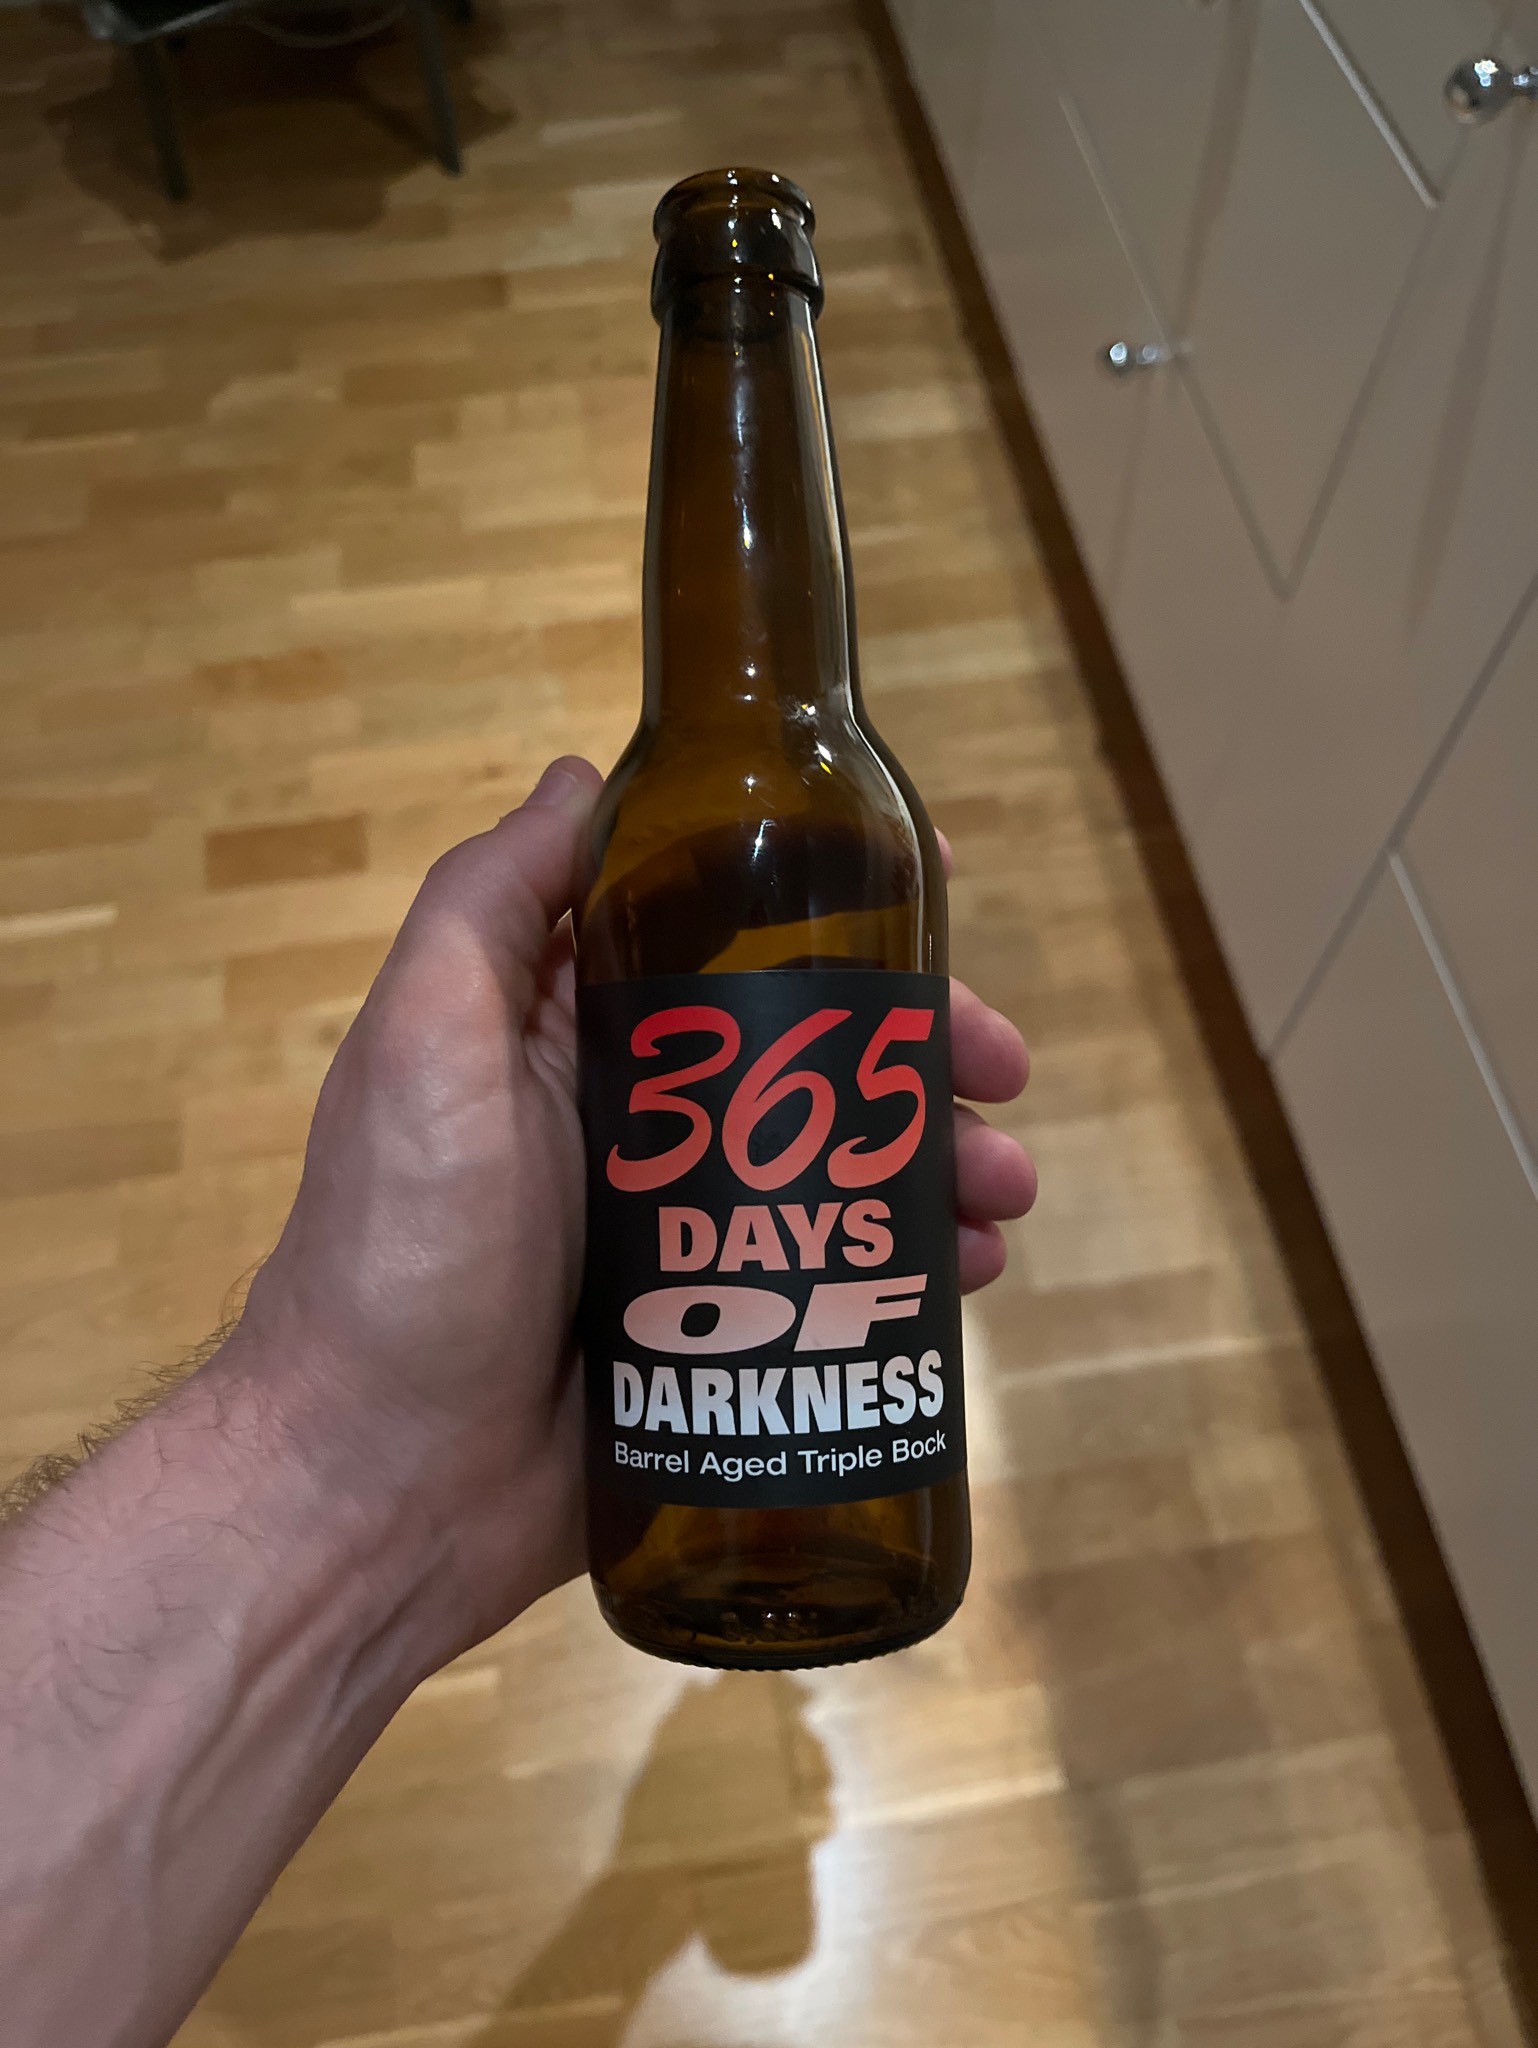 365
DAYS
OF
DARKNESS
Barrel Aged Triple Bock